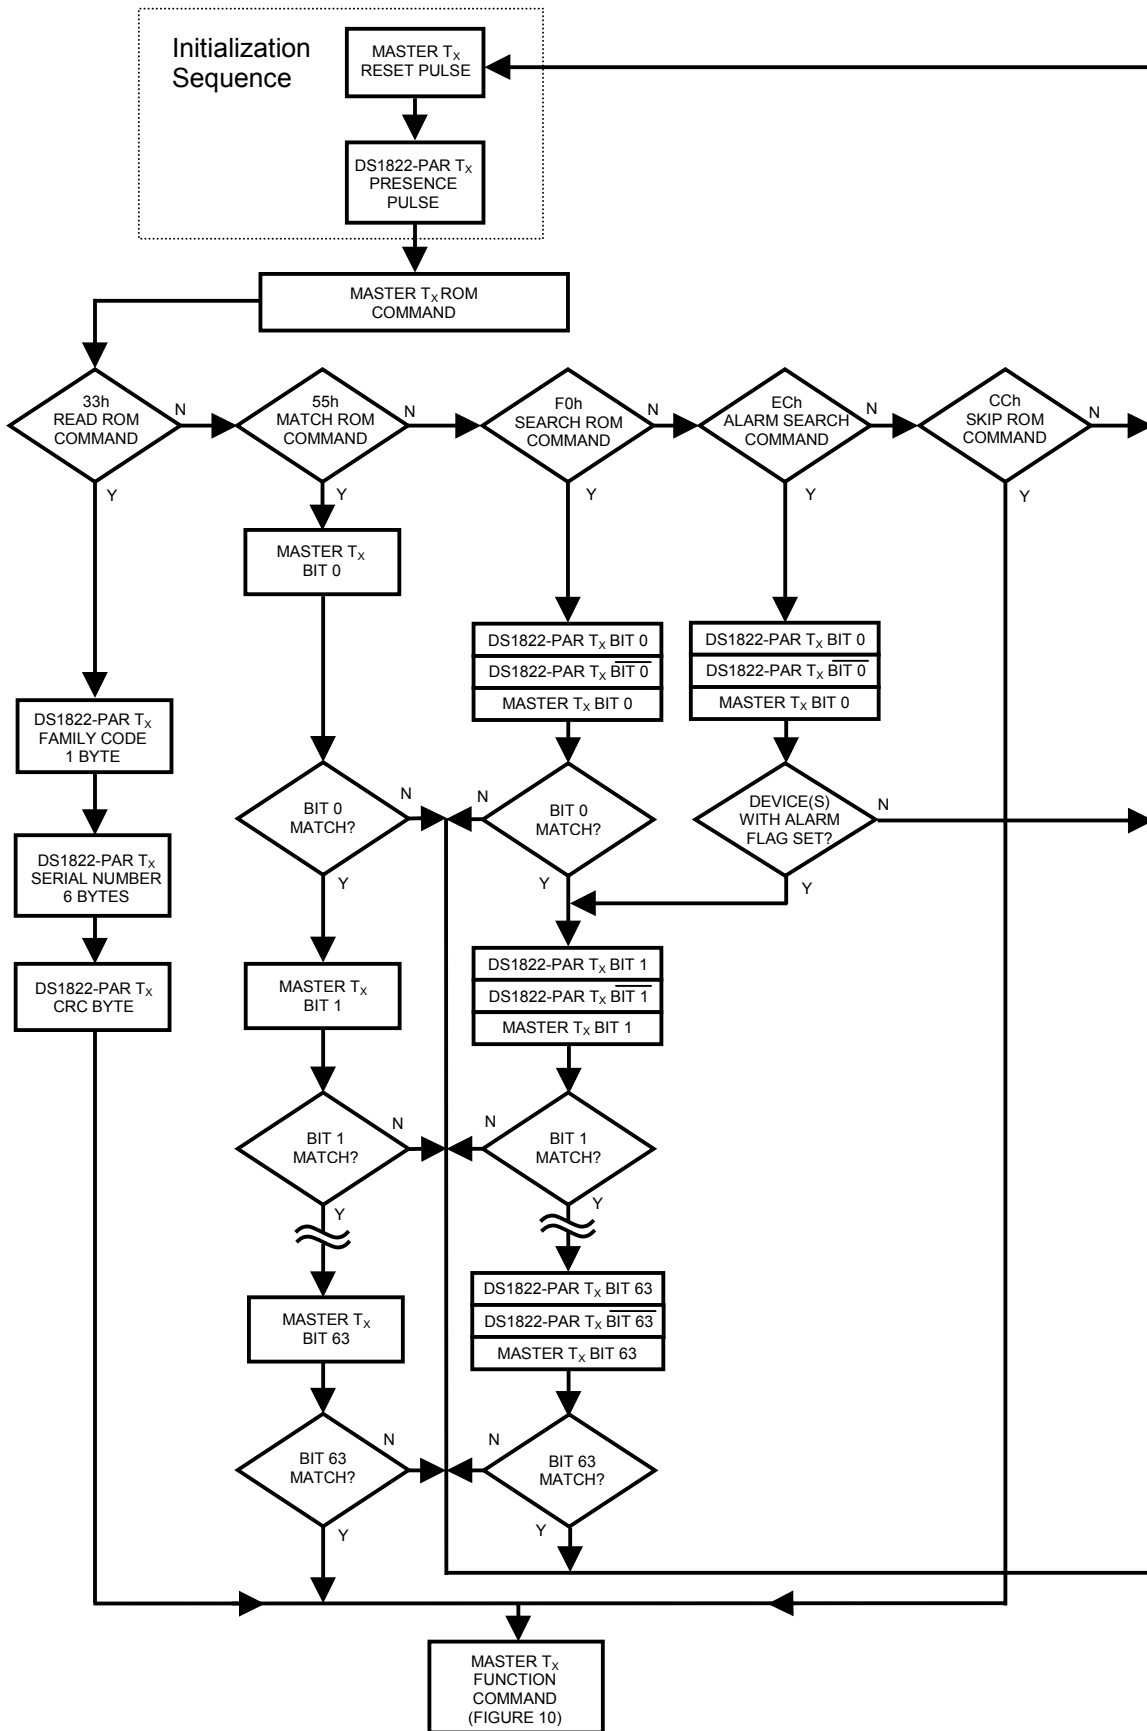 Initialization
Sequence
MASTER TX
RESET PULSE
DS1822-PAR TX
PRESENCE
PULSE
MASTER TX ROM
COMMAND
33h
READ ROM
COMMAND
N
Y
55h
MATCH ROM
COMMAND
N
Y
F0h
SEARCH ROM
COMMAND
N
Y
ECh
ALARM SEARCH
COMMAND
N
Y
CCh
SKIP ROM
COMMAND
N
Y
MASTER TX
BIT 0
DS1822-PAR TX BIT 0
DS1822-PAR TX BIT 0
MASTER TX BIT 0
DS1822-PAR TX BIT 0
DS1822-PAR TX BIT 0
MASTER TX BIT 0
DS1822-PAR TX
FAMILY CODE
1 BYTE
BIT 0
MATCH?
N
Y
BIT 0
MATCH?
N
Y
DEVICE(S)
WITH ALARM
FLAG SET?
N
Y
DS1822-PAR TX
SERIAL NUMBER
6 BYTES
DS1822-PAR TX
CRC BYTE
MASTER TX
BIT 1
DS1822-PAR TX BIT 1
DS1822-PAR TX BIT 1
MASTER TX BIT 1
BIT 1
MATCH?
N
Y
BIT 1
MATCH?
N
Y
MASTER TX
BIT 63
DS1822-PAR TX BIT 63
DS1822-PAR TX BIT 63
MASTER TX BIT 63
BIT 63
MATCH?
N
Y
BIT 63
MATCH?
N
Y
MASTER TX
FUNCTION
COMMAND
(FIGURE 10)